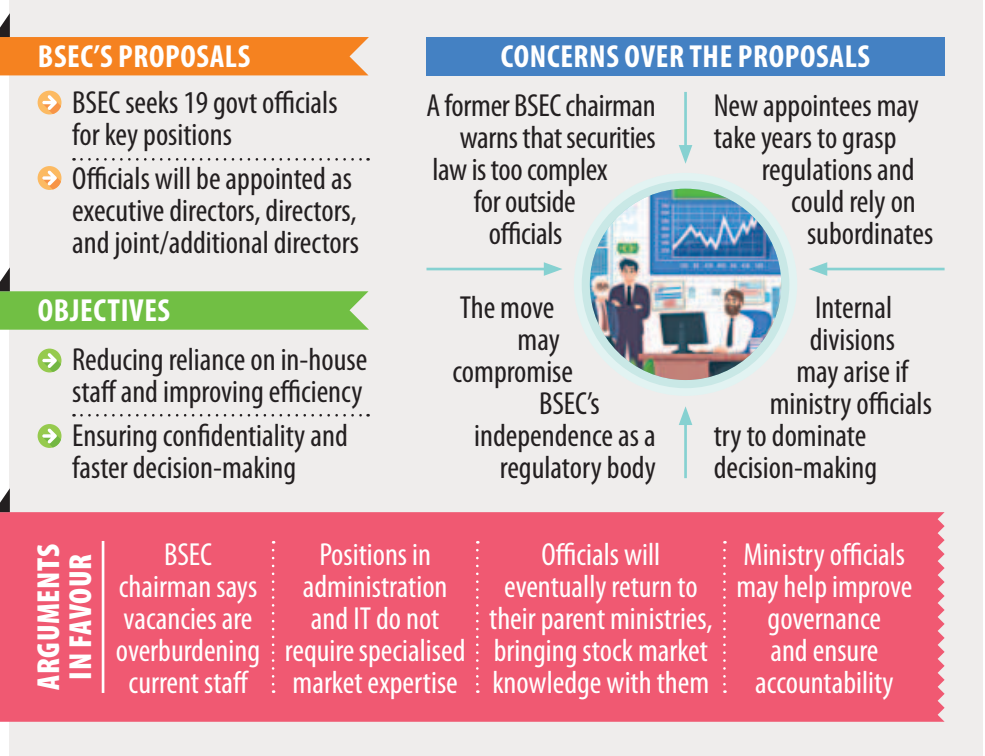 BSEC'S PROPOSALS
BSEC seeks 19 govt officials
for key positions
Officials will be appointed as
executive directors, directors,
and joint/additional directors
OBJECTIVES
Reducing reliance on in-house
staff and improving efficiency
Ensuring confidentiality and
faster decision-making
CONCERNS OVER THE PROPOSALS
A former BSEC chairman
warns that securities
law is too complex
for outside
officials
New appointees may
take years to grasp
regulations and
could rely on
subordinates
The move
may
compromise
BSEC's
independence as a
regulatory body
Internal
divisions
may arise if
ministry officials
try to dominate
decision-making
ARGUMENTS
IN FAVOUR
BSEC
chairman says
vacancies are
overburdening
current staff
Positions in
administration
and IT do not
require specialised
market expertise
Officials will
eventually return to
their parent ministries,
bringing stock market
knowledge with them
Ministry officials
may help improve
governance
and ensure
accountability